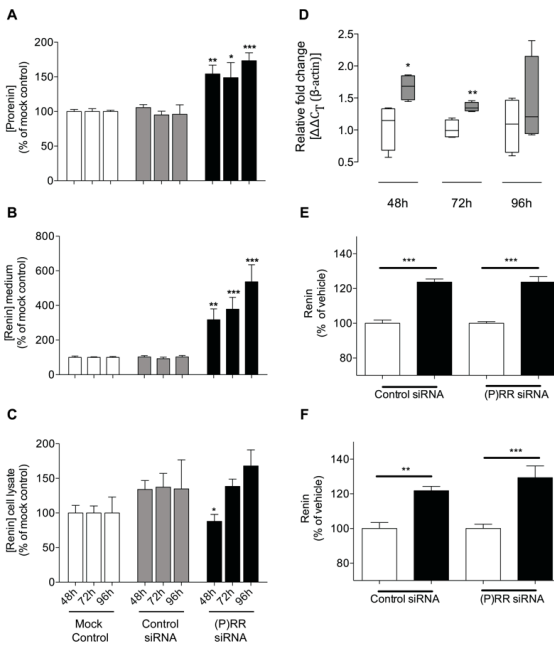 A
[Prorenin]
(% of mock control)
200
150
100
50
0
**
*
***
B
[Renin] medium
(% of mock control)
800
600
400
200
0
**
***
***
C
[Renin] cell lysate
(% of mock control)
200
150
100
50
0
*
48h
72h
96h
48h
72h
96h
48h
72h
96h
Mock
Control
Control
siRNA
(P)RR
siRNA
D
Relative fold change
[ΔΔCT (β-actin)]
2.5
2.0
1.5
1.0
0.5
*
**
48h
72h
96h
E
Renin
(% of vehicle)
140
120
100
80
***
***
Control siRNA
(P)RR siRNA
F
Renin
(% of vehicle)
140
120
100
80
**
***
Control siRNA
(P)RR siRNA